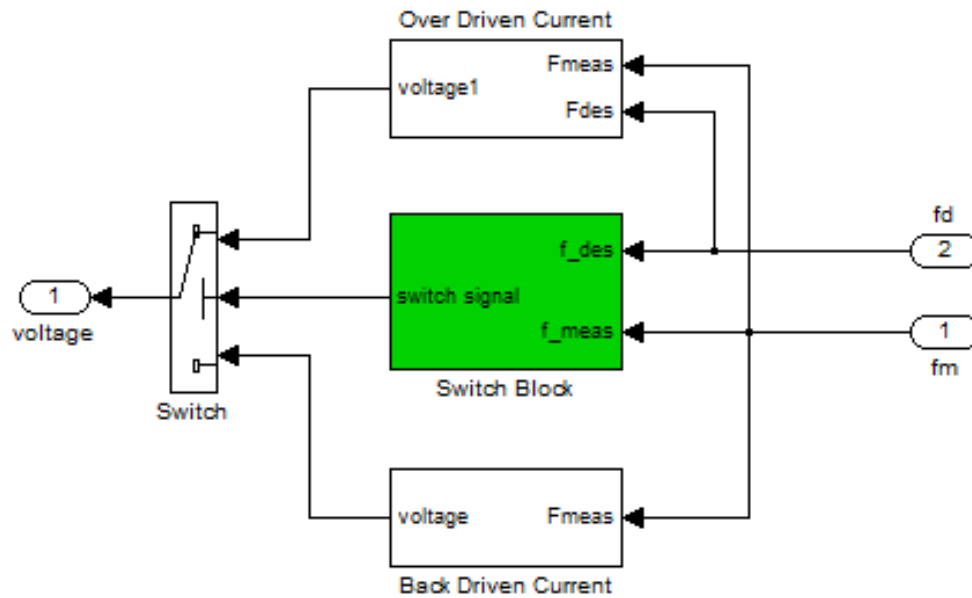 Over Driven Current
Fmeas
voltage1
Fdes
fd
f_des
2
1
switch signal
voltage
f_meas
1
fm
Switch Block
Switch
voltage
Fmeas
Back Driven Current